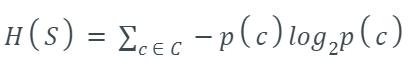 H(S) = ∑_{c ∈ C} −p(c)log₂p(c)